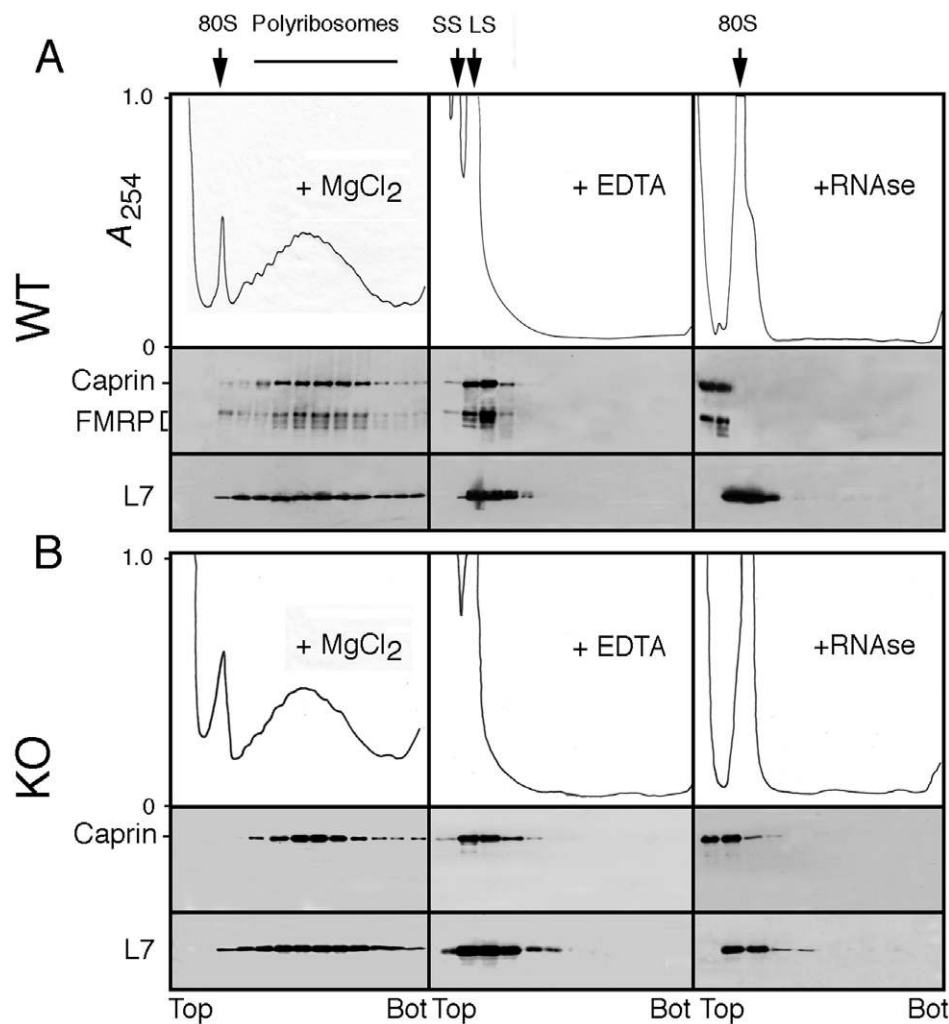 80S Polyribosomes SS LS 80S
A
1.0
+ MgCl2 + EDTA +RNAse
A254
WT
0
Caprin
FMRP
L7
B
1.0
+ MgCl2 + EDTA +RNAse
KO
0
Caprin
L7
Top Bot Top Bot Top Bot